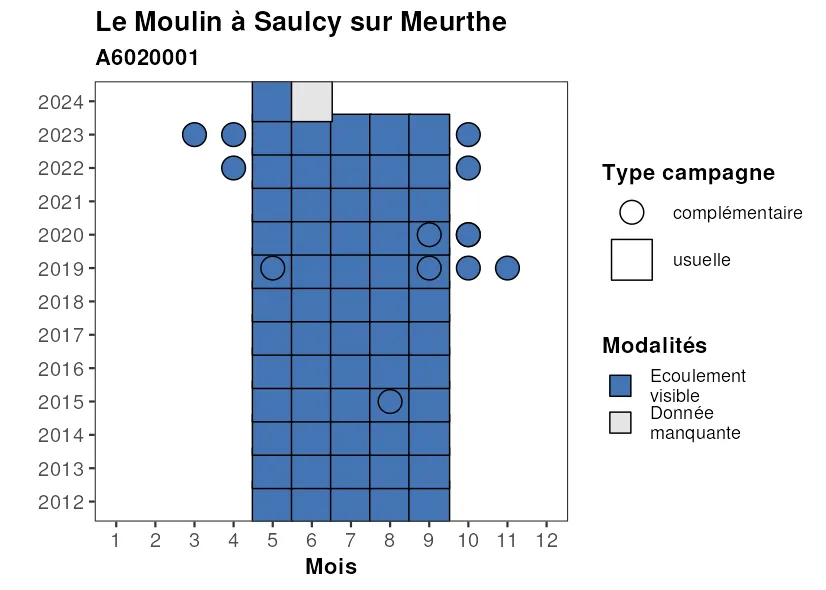 Le Moulin à Saulcy sur Meurthe
A6020001
2024
2023
2022
2021
2020
2019
2018
2017
2016
2015
2014
2013
2012
1 2 3 4 5 6 7 8 9 10 11 12
Mois
Type campagne
complémentaire
usuelle
Modalités
Ecoulement
visible
Donnée
manquante